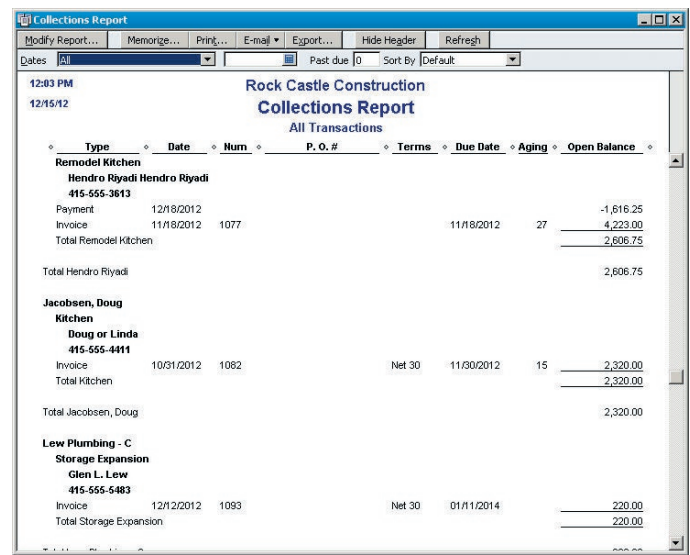 Collections Report
Modify Report... Memorize... Print... E-mail Export... Hide Header Refresh
Dates All Past due 0 Sort By Default
12:03 PM Rock Castle Construction
12/15/12 Collections Report
All Transactions
Type Date Num P. O. # Terms Due Date Aging Open Balance
Remodel Kitchen
Hendro Riyadi Hendro Riyadi
415-555-3613
Payment 12/18/2012 -1,616.25
Invoice 11/18/2012 1077 11/18/2012 27 4,223.00
Total Remodel Kitchen 2,606.75
Total Hendro Riyadi 2,606.75
Jacobsen, Doug
Kitchen
Doug or Linda
415-555-4411
Invoice 10/31/2012 1082 Net 30 11/30/2012 15 2,320.00
Total Kitchen 2,320.00
Total Jacobsen, Doug 2,320.00
Lew Plumbing - C
Storage Expansion
Glen L. Lew
415-555-5483
Invoice 12/12/2012 1093 Net 30 01/11/2014 220.00
Total Storage Expansion 220.00